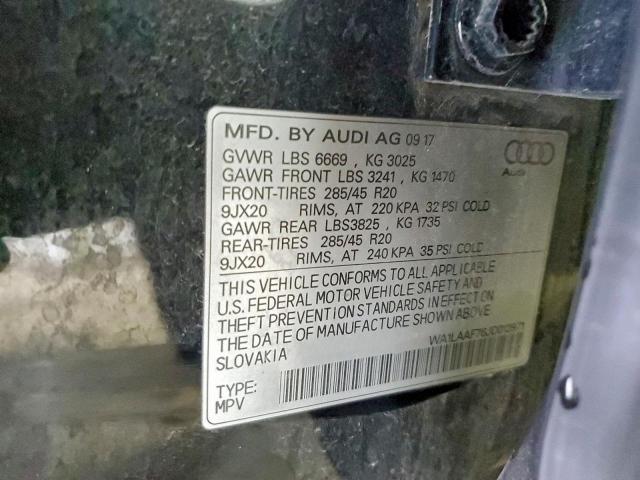 MFD. BY AUDI AG 09 17
GVWR LBS 6669 , KG 3025
GAWR FRONT LBS 3241 , KG 1470
FRONT-TIRES 285/45 R20
9JX20 RIMS, AT 220 KPA 32 PSI COLD
GAWR REAR LBS3825 , KG 1735
REAR-TIRES 285/45 R20
9JX20 RIMS, AT 240 KPA 35 PSI COLD
Audi
THIS VEHICLE CONFORMS TO ALL APPLICABLE
U.S. FEDERAL MOTOR VEHICLE SAFETY AND
THEFT PREVENTION STANDARDS IN EFFECT ON
THE DATE OF MANUFACTURE SHOWN ABOVE
SLOVAKIA
WA1LAAF76JD012971
TYPE:
MPV